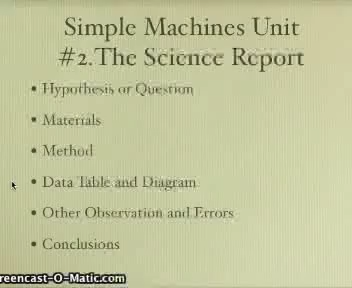 Simple Machines Unit
#2.The Science Report
• Hypothesis or Question
• Materials
• Method
• Data Table and Diagram
• Other Observation and Errors
• Conclusions
reencast-O-Matic.com